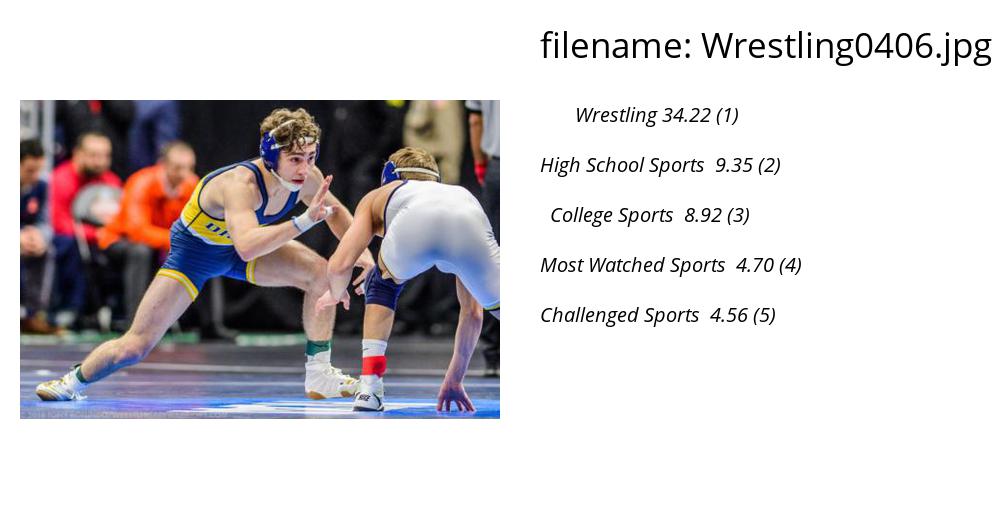 filename: Wrestling0406.jpg
Wrestling 34.22 (1)
High School Sports 9.35 (2)
College Sports 8.92 (3)
Most Watched Sports 4.70 (4)
Challenged Sports 4.56 (5)